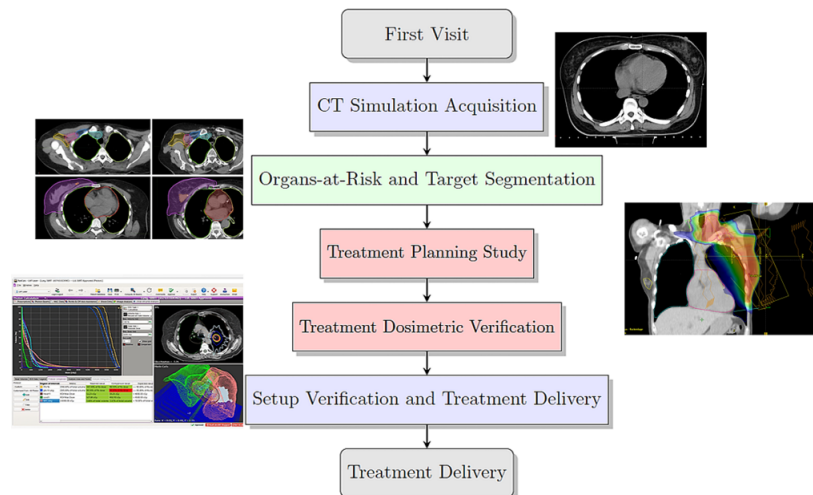 First Visit
CT Simulation Acquisition
Organs-at-Risk and Target Segmentation
Treatment Planning Study
Treatment Dosimetric Verification
Setup Verification and Treatment Delivery
Treatment Delivery